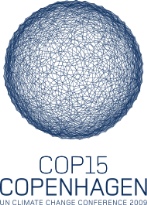 COP15
COPENHAGEN
UN CLIMATE CHANGE CONFERENCE 2009